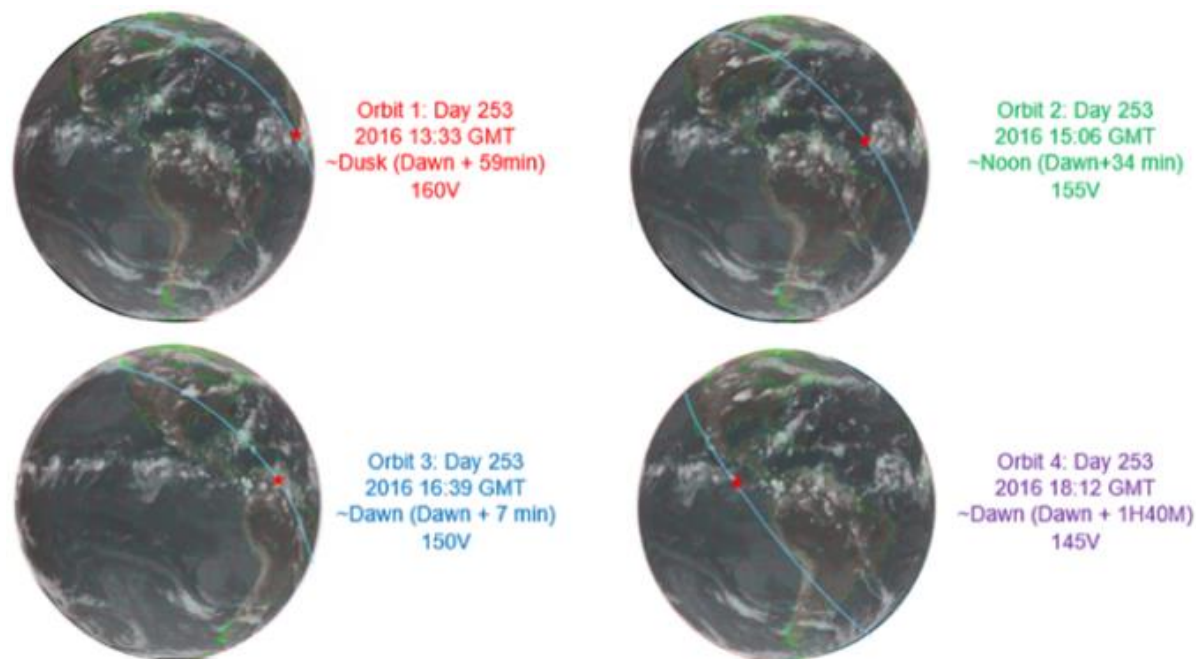 Orbit 1: Day 253
2016 13:33 GMT
~Dusk (Dawn + 59min)
160V
Orbit 2: Day 253
2016 15:06 GMT
~Noon (Dawn+34 min)
155V
Orbit 3: Day 253
2016 16:39 GMT
~Dawn (Dawn + 7 min)
150V
Orbit 4: Day 253
2016 18:12 GMT
~Dawn (Dawn + 1H40M)
145V